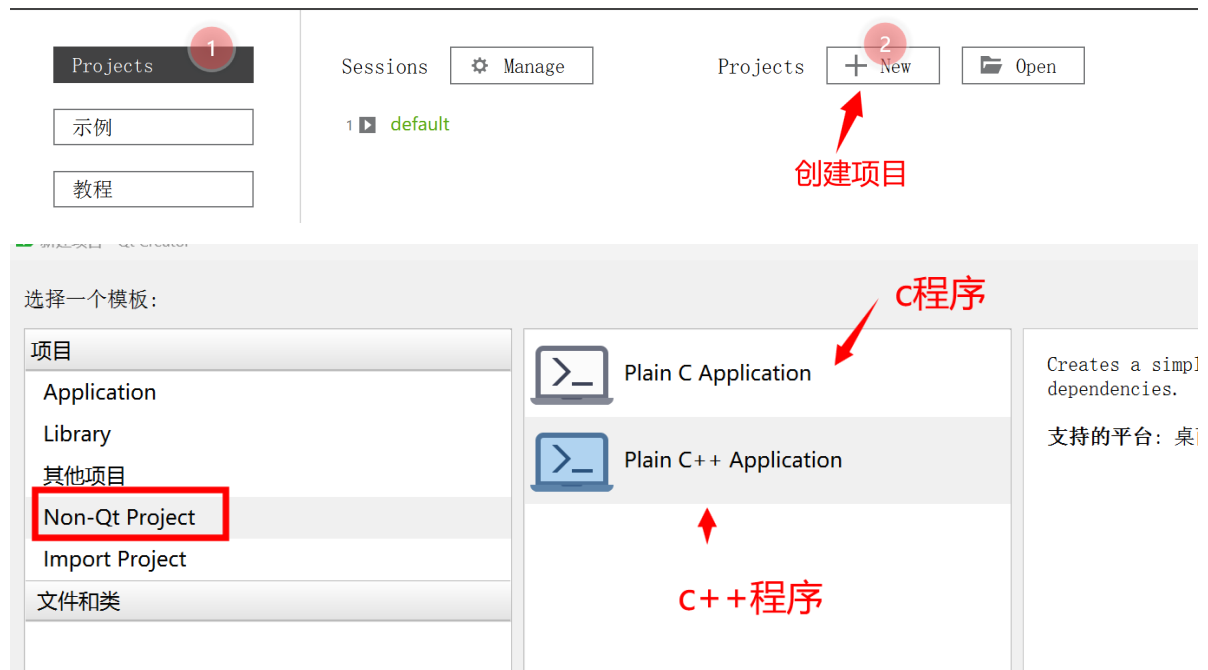 1
2
Projects
Sessions
Manage
Projects
New
Open
示例
1 default
教程
创建项目
选择一个模板:
c程序
项目
Application
Library
其他项目
Non-Qt Project
Import Project
文件和类
Plain C Application
Plain C++ Application
c++程序
Creates a simpl
dependencies.
支持的平台: 桌